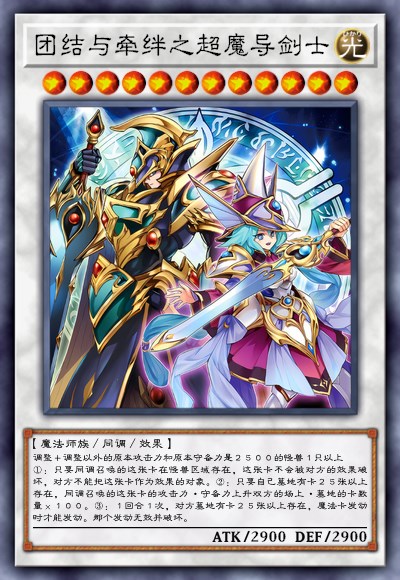 团结与牵绊之超魔导剑士
光
【魔法师族／同调／效果】
调整＋调整以外的原本攻击力和原本守备力是２５００的怪兽１只以上
①：只要同调召唤的这张卡在怪兽区域存在，这张卡不会被对方的效果破
坏，对方不能把这张卡作为效果的对象。②：只要自己墓地有卡２５张以上
存在，同调召唤的这张卡的攻击力・守备力上升双方的场上・墓地的卡数
量×１００。③：１回合１次，对方墓地有卡２５张以上存在，魔法卡发动
时才能发动。那个发动无效并破坏。
ATK/2900 DEF/2900